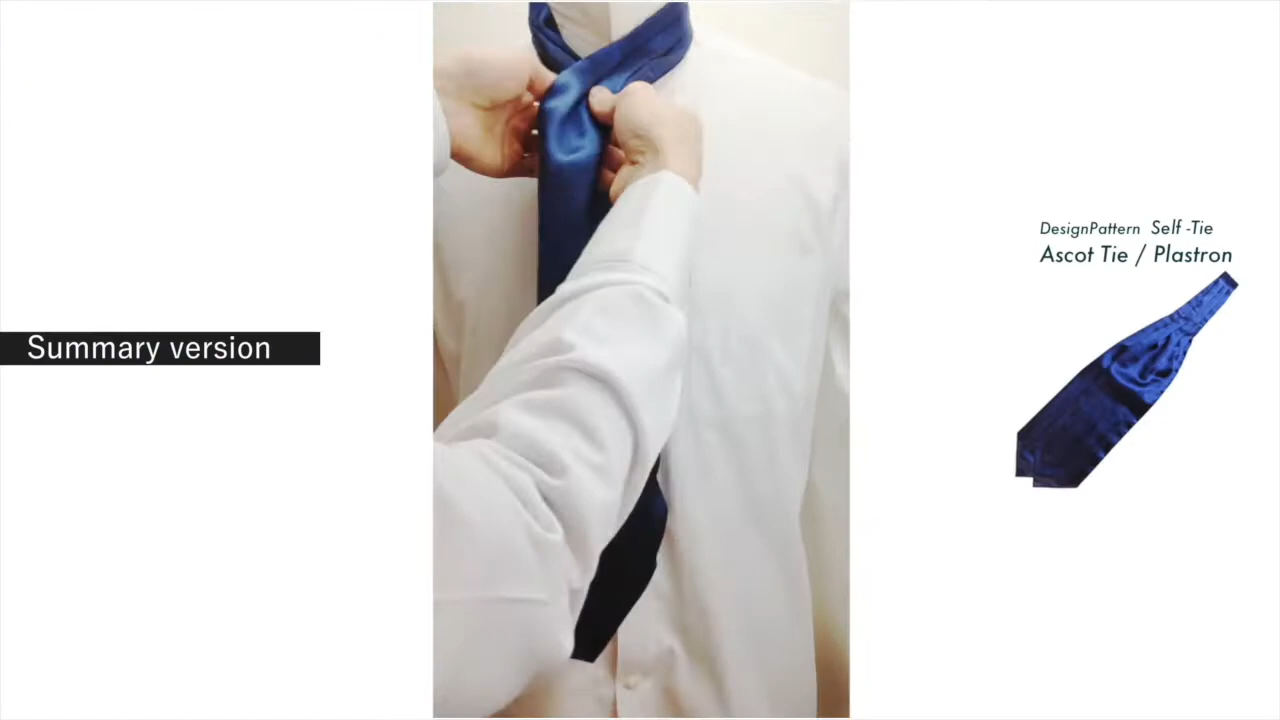 Summary version
DesignPattern Self -Tie
Ascot Tie / Plastron